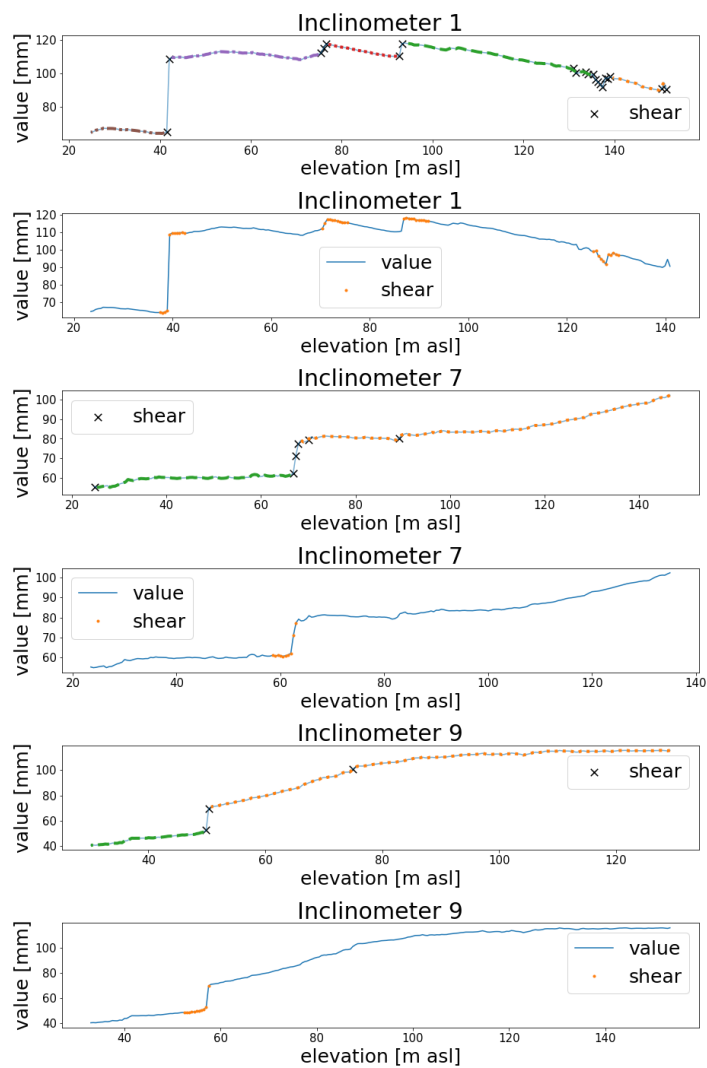 Inclinometer 1
value [mm]
120
100
80
shear
20 40 60 80 100 120 140
elevation [m asl]
Inclinometer 1
value [mm]
120
110
100
90
80
70
value
shear
20 40 60 80 100 120 140
elevation [m asl]
Inclinometer 7
value [mm]
100
90
80
70
60
shear
20 40 60 80 100 120 140
elevation [m asl]
Inclinometer 7
value [mm]
100
90
80
70
60
value
shear
20 40 60 80 100 120 140
elevation [m asl]
Inclinometer 9
value [mm]
100
80
60
40
shear
40 60 80 100 120
elevation [m asl]
Inclinometer 9
value [mm]
100
80
60
40
value
shear
40 60 80 100 120 140
elevation [m asl]